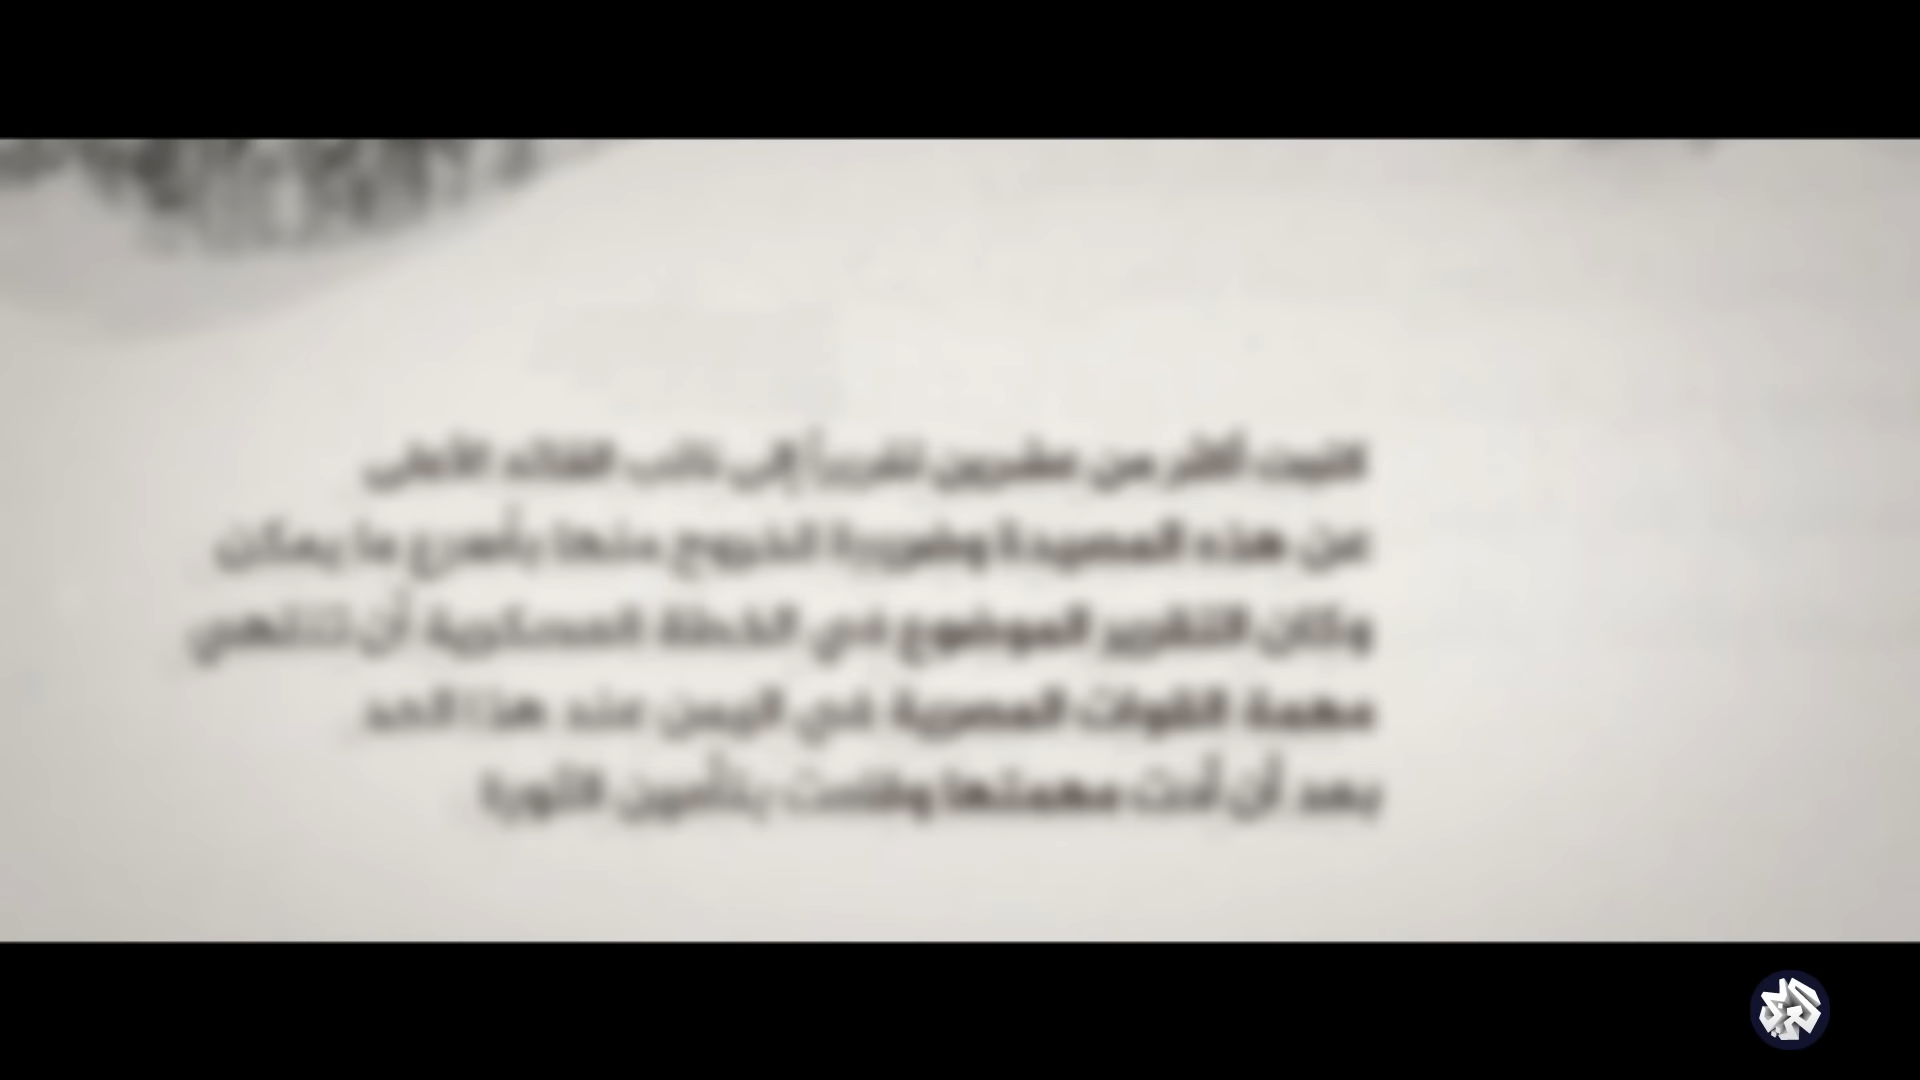 كتبت أكثر من عشرين تقريراً إلى نائب القائد الأعلى
عن هذه المصيدة وضريبة الخروج منها بأسرع ما يمكن
وكان التقرير الموضوع في الخطة العسكرية أن تنتهي
مهمة القوات المصرية في اليمن عند هذا الحد
بعد أن أدت مهمتها وقامت بتأمين الثورة